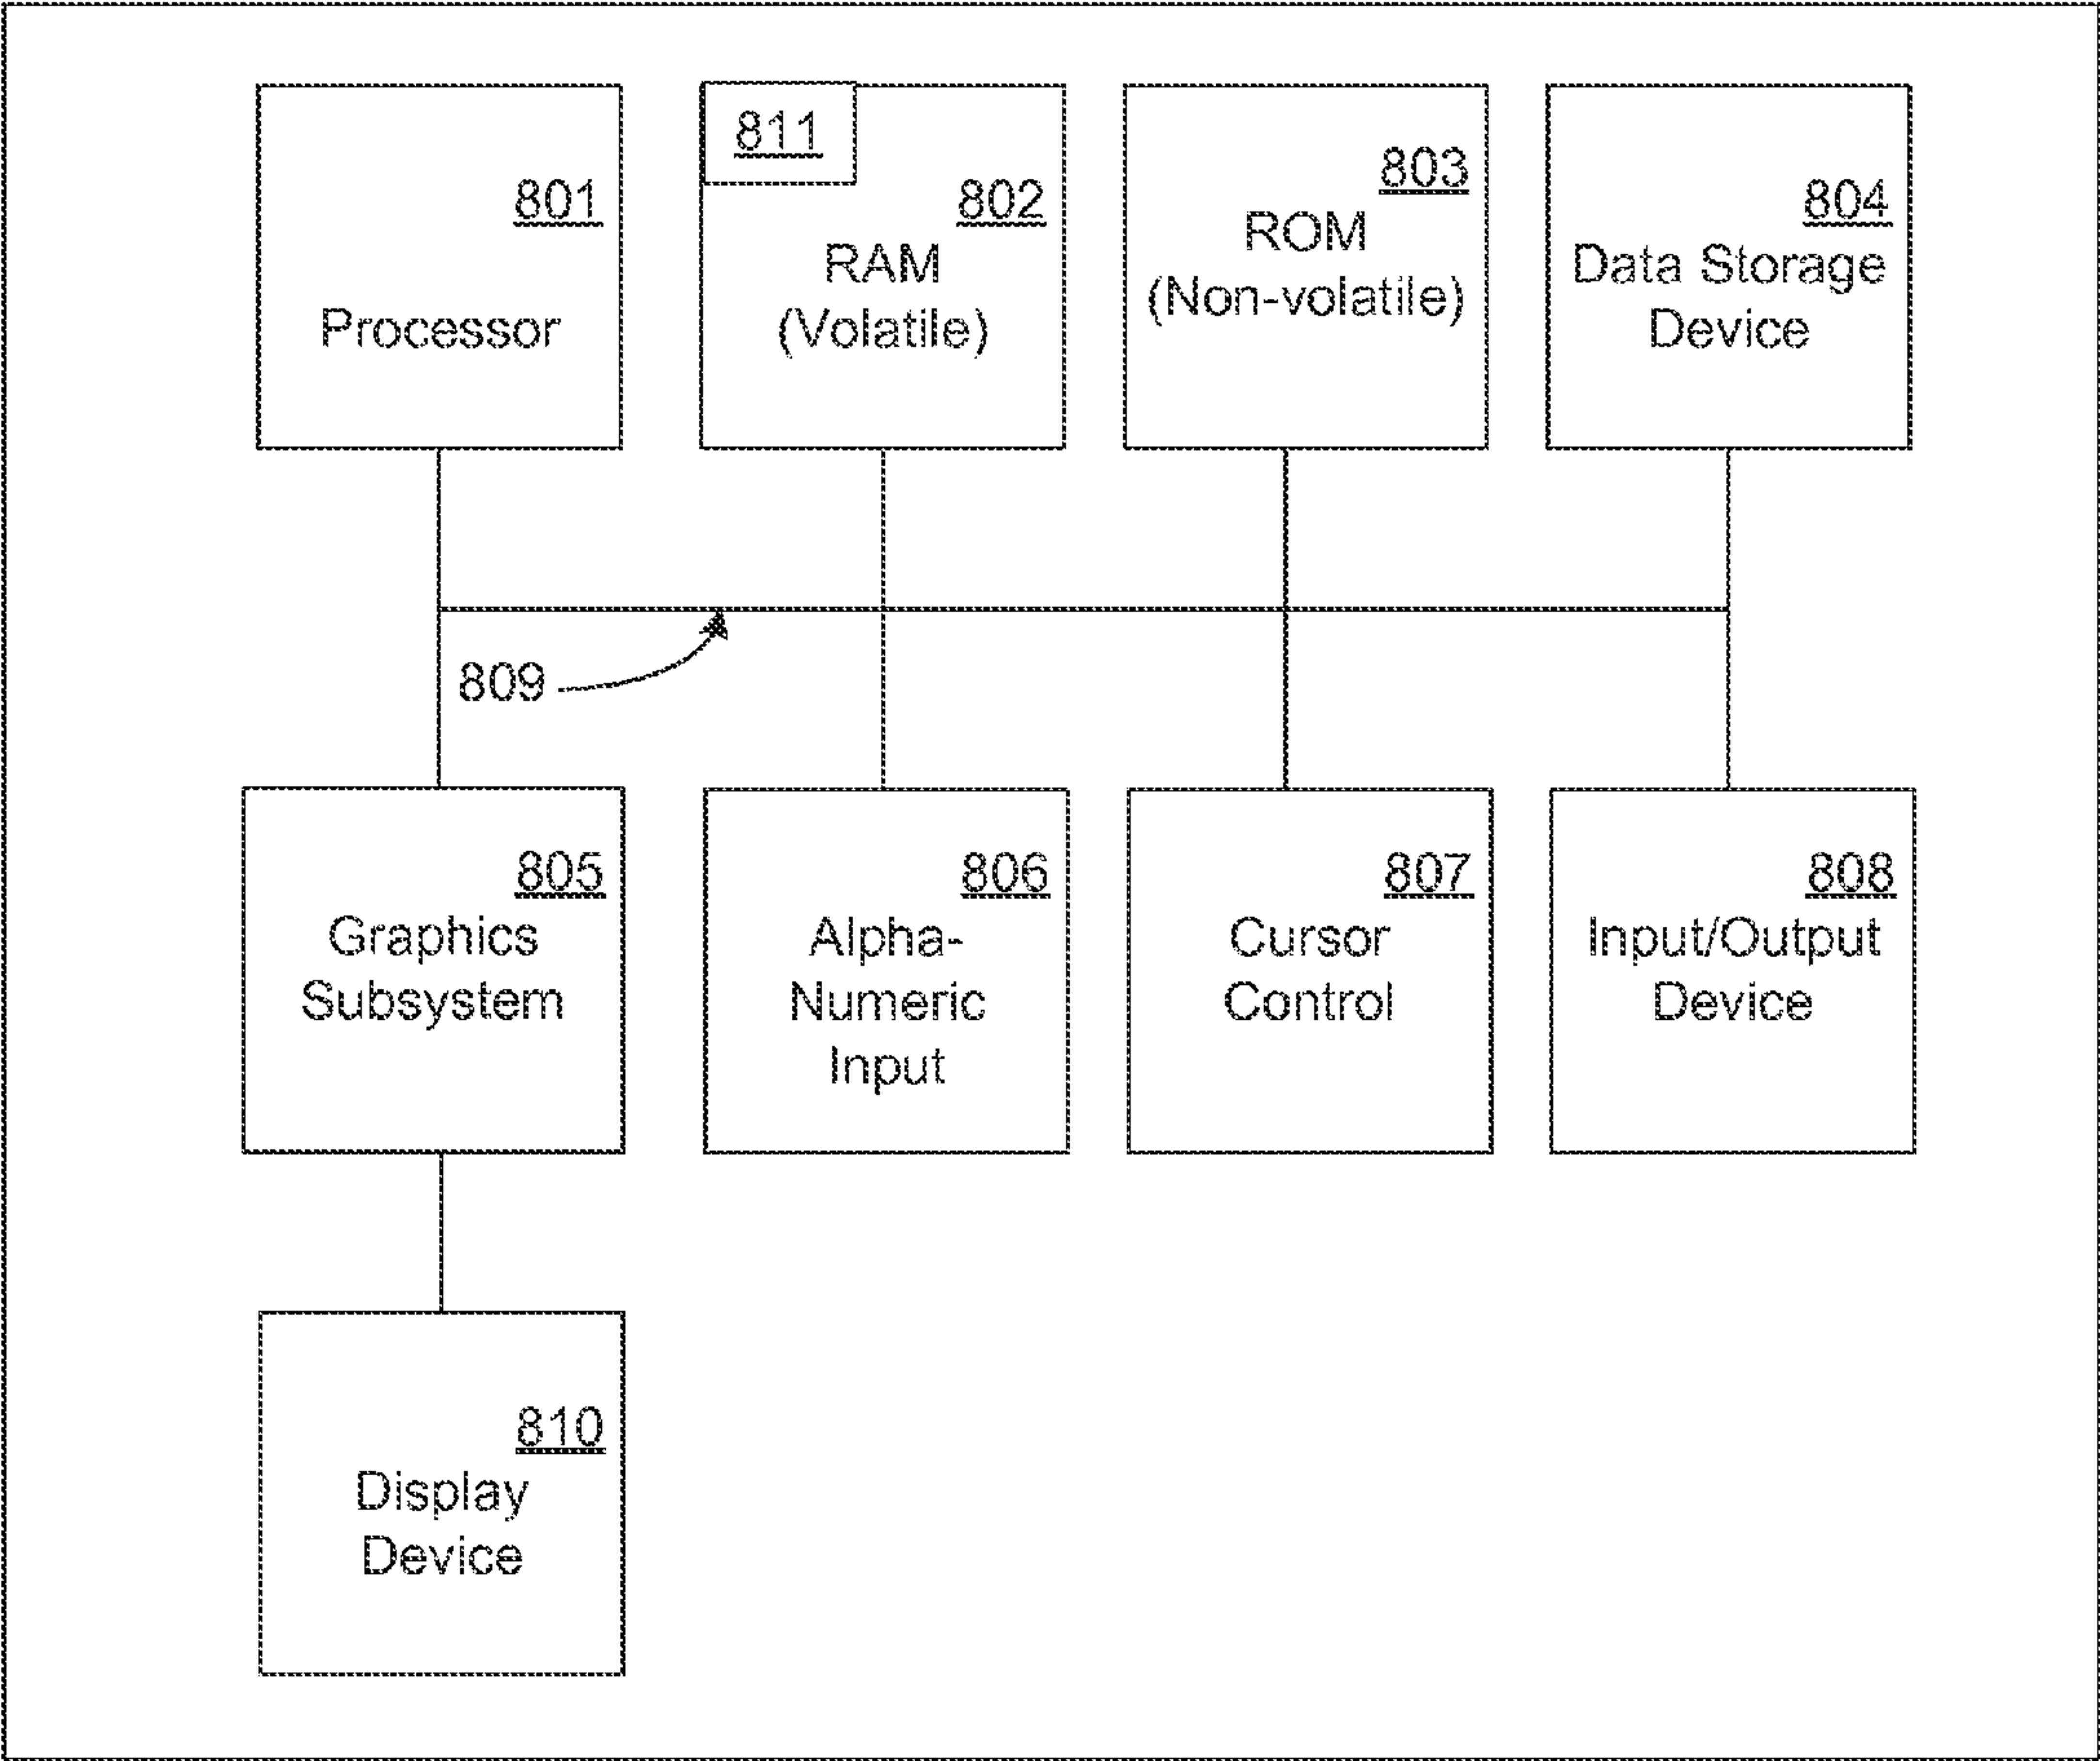 801
Processor
811
802
RAM
(Volatile)
803
ROM
(Non-volatile)
804
Data Storage
Device
809
805
Graphics
Subsystem
806
Alpha-
Numeric
Input
807
Cursor
Control
808
Input/Output
Device
810
Display
Device